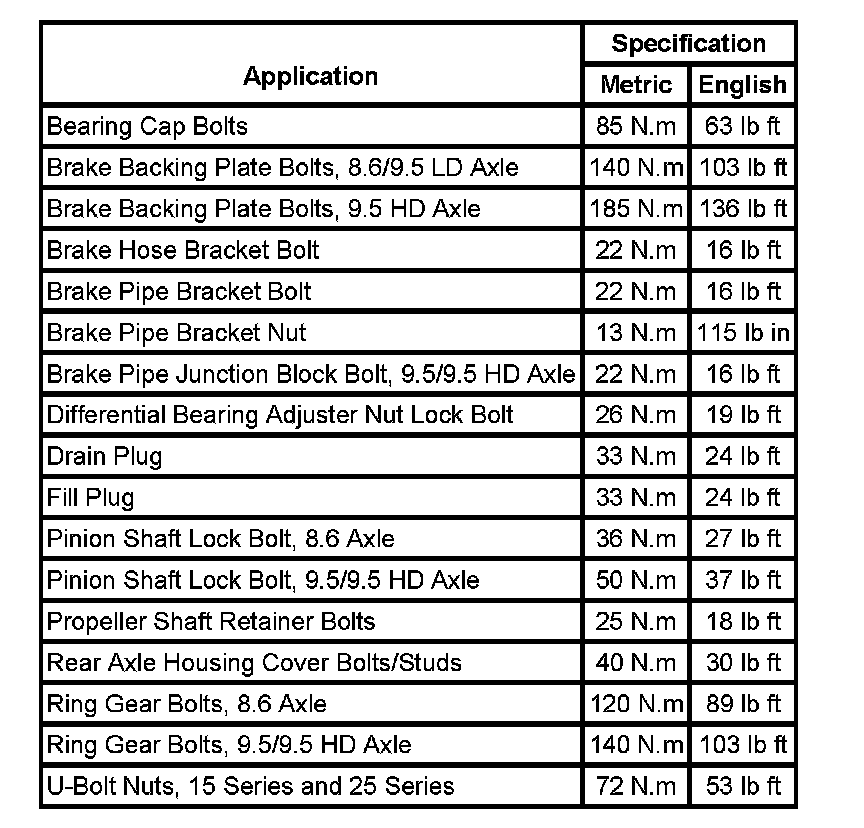 Application Specification
Metric English
Bearing Cap Bolts 85 N.m 63 lb ft
Brake Backing Plate Bolts, 8.6/9.5 LD Axle 140 N.m 103 lb ft
Brake Backing Plate Bolts, 9.5 HD Axle 185 N.m 136 lb ft
Brake Hose Bracket Bolt 22 N.m 16 lb ft
Brake Pipe Bracket Bolt 22 N.m 16 lb ft
Brake Pipe Bracket Nut 13 N.m 115 lb in
Brake Pipe Junction Block Bolt, 9.5/9.5 HD Axle 22 N.m 16 lb ft
Differential Bearing Adjuster Nut Lock Bolt 26 N.m 19 lb ft
Drain Plug 33 N.m 24 lb ft
Fill Plug 33 N.m 24 lb ft
Pinion Shaft Lock Bolt, 8.6 Axle 36 N.m 27 lb ft
Pinion Shaft Lock Bolt, 9.5/9.5 HD Axle 50 N.m 37 lb ft
Propeller Shaft Retainer Bolts 25 N.m 18 lb ft
Rear Axle Housing Cover Bolts/Studs 40 N.m 30 lb ft
Ring Gear Bolts, 8.6 Axle 120 N.m 89 lb ft
Ring Gear Bolts, 9.5/9.5 HD Axle 140 N.m 103 lb ft
U-Bolt Nuts, 15 Series and 25 Series 72 N.m 53 lb ft